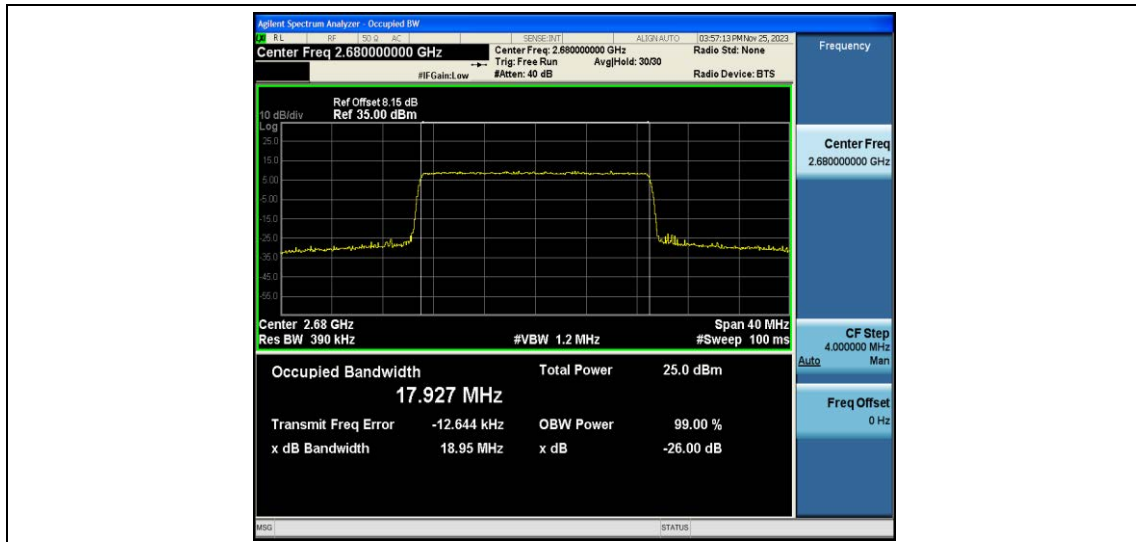 Agilent Spectrum Analyzer - Occupied BW
RL RF 50 Ω AC SENSE:INT ALIGN AUTO 03:57:13 PM Nov 25, 2023
Center Freq 2.680000000 GHz
Center Freq: 2.680000000 GHz
Radio Std: None
Trig: Free Run Avg|Hold: 30/30
#IFGain:Low #Atten: 40 dB Radio Device: BTS
Frequency
Ref Offset 8.15 dB
10 dB/div Ref 35.00 dBm
Log
25.0
15.0
5.00
-5.00
-15.0
-25.0
-35.0
-45.0
-55.0
Center 2.68 GHz Span 40 MHz
Res BW 390 kHz #VBW 1.2 MHz #Sweep 100 ms
Occupied Bandwidth Total Power 25.0 dBm
17.927 MHz
Transmit Freq Error -12.644 kHz OBW Power 99.00 %
x dB Bandwidth 18.95 MHz x dB -26.00 dB
Center Freq
2.680000000 GHz
CF Step
4.000000 MHz
Auto Man
Freq Offset
0 Hz
MSG STATUS